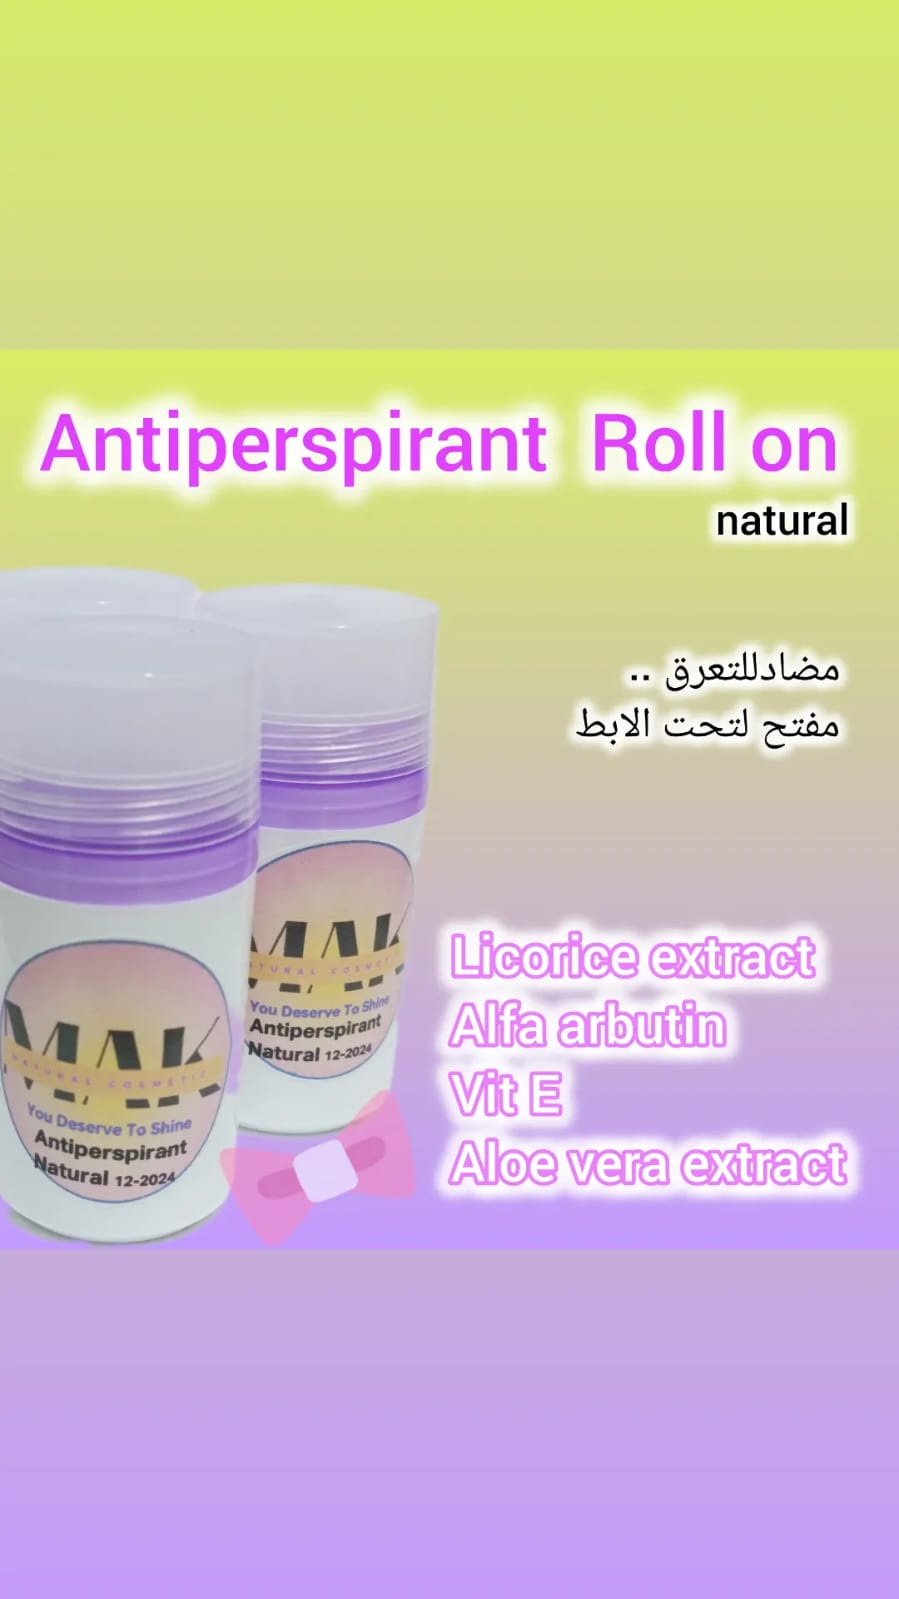 Antiperspirant Roll on
natural
مضادللتعرق ..
مفتح لتحت الابط
Licorice extract
Alfa arbutin
Vit E
Aloe vera extract
MAK
NATURAL COSMETIC
You Deserve To Shine
Antiperspirant
Natural 12-2024
MAK
NATURAL COSMETIC
You Deserve To Shine
Antiperspirant
Natural 12-2024